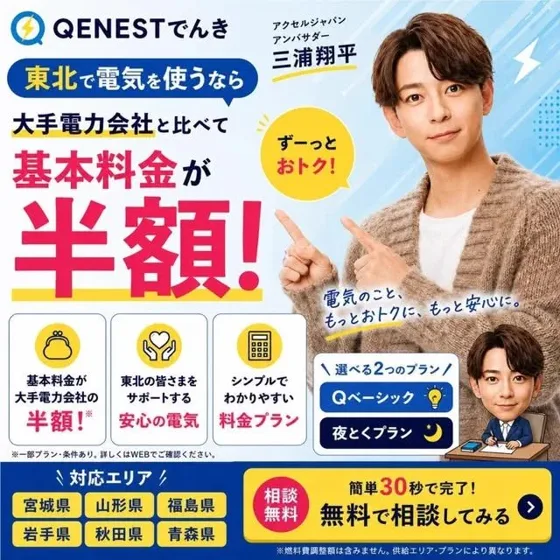 QENESTでんき
アクセルジャパン
アンバサダー
三浦翔平
東北で電気を使うなら
大手電力会社と比べて
基本料金が
半額!
ずーっと
おトク!
電気のこと、
もっとおトクに、もっと安心に。
基本料金が
大手電力会社の
半額!※
東北の皆さまを
サポートする
安心の電気
シンプルで
わかりやすい
料金プラン
選べる2つのプラン
Qベーシック
夜とくプラン
※一部プラン・条件あり。詳しくはWEBでご確認ください。
対応エリア
宮城県 山形県 福島県
岩手県 秋田県 青森県
相談
無料
簡単30秒で完了!
無料で相談してみる
※燃料費調整額は含みません。供給エリア・プランにより異なります。